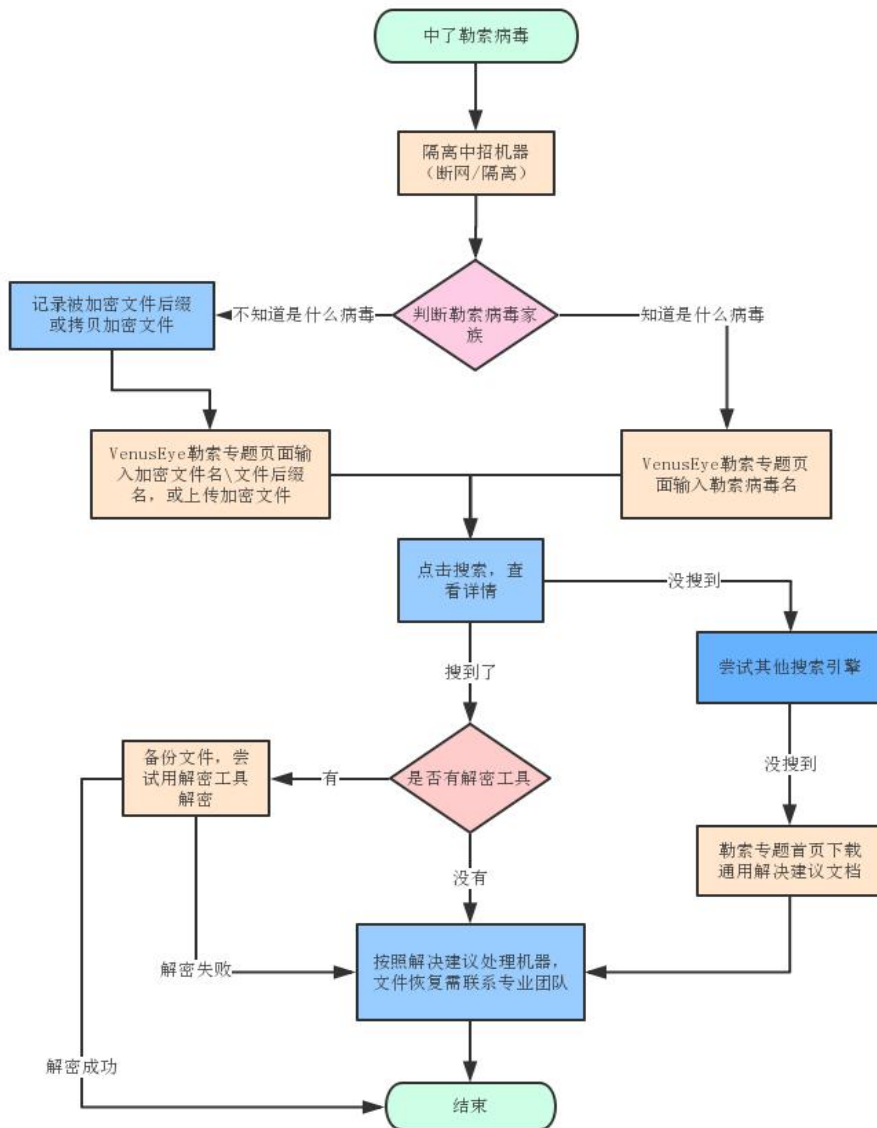 中了勒索病毒
隔离中招机器
（断网/隔离）
记录被加密文件后缀
或拷贝加密文件
不知道是什么病毒
判断勒索病毒家
族
知道是什么病毒
VenusEye勒索专题页面输
入加密文件名\文件后缀
名，或上传加密文件
VenusEye勒索专题页
面输入勒索病毒名
点击搜索，查
看详情
没搜到
尝试其他搜索引擎
搜到了
备份文件，尝
试用解密工具
解密
有
是否有解密工具
没搜到
勒索专题首页下载
通用解决建议文档
没有
解密失败
按照解决建议处理机器，
文件恢复需联系专业团队
解密成功
结束